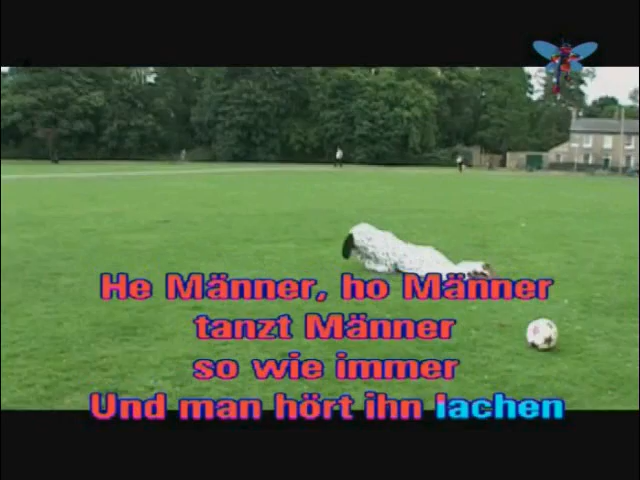 He Männer, ho Männer
tanzt Männer
so wie immer
Und man hört ihn lachen